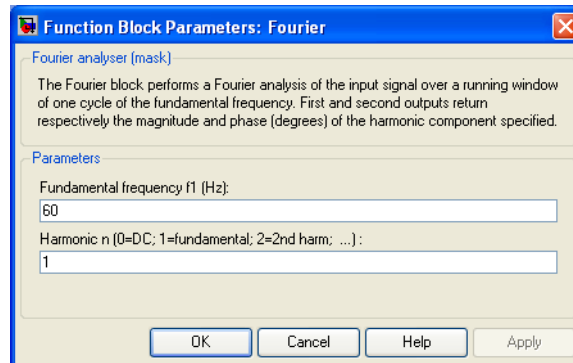 Function Block Parameters: Fourier
Fourier analyser (mask)
The Fourier block performs a Fourier analysis of the input signal over a running window
of one cycle of the fundamental frequency. First and second outputs return
respectively the magnitude and phase (degrees) of the harmonic component specified.
Parameters
Fundamental frequency f1 (Hz):
60
Harmonic n (0=DC; 1=fundamental; 2=2nd harm; ...) :
1
OK Cancel Help Apply